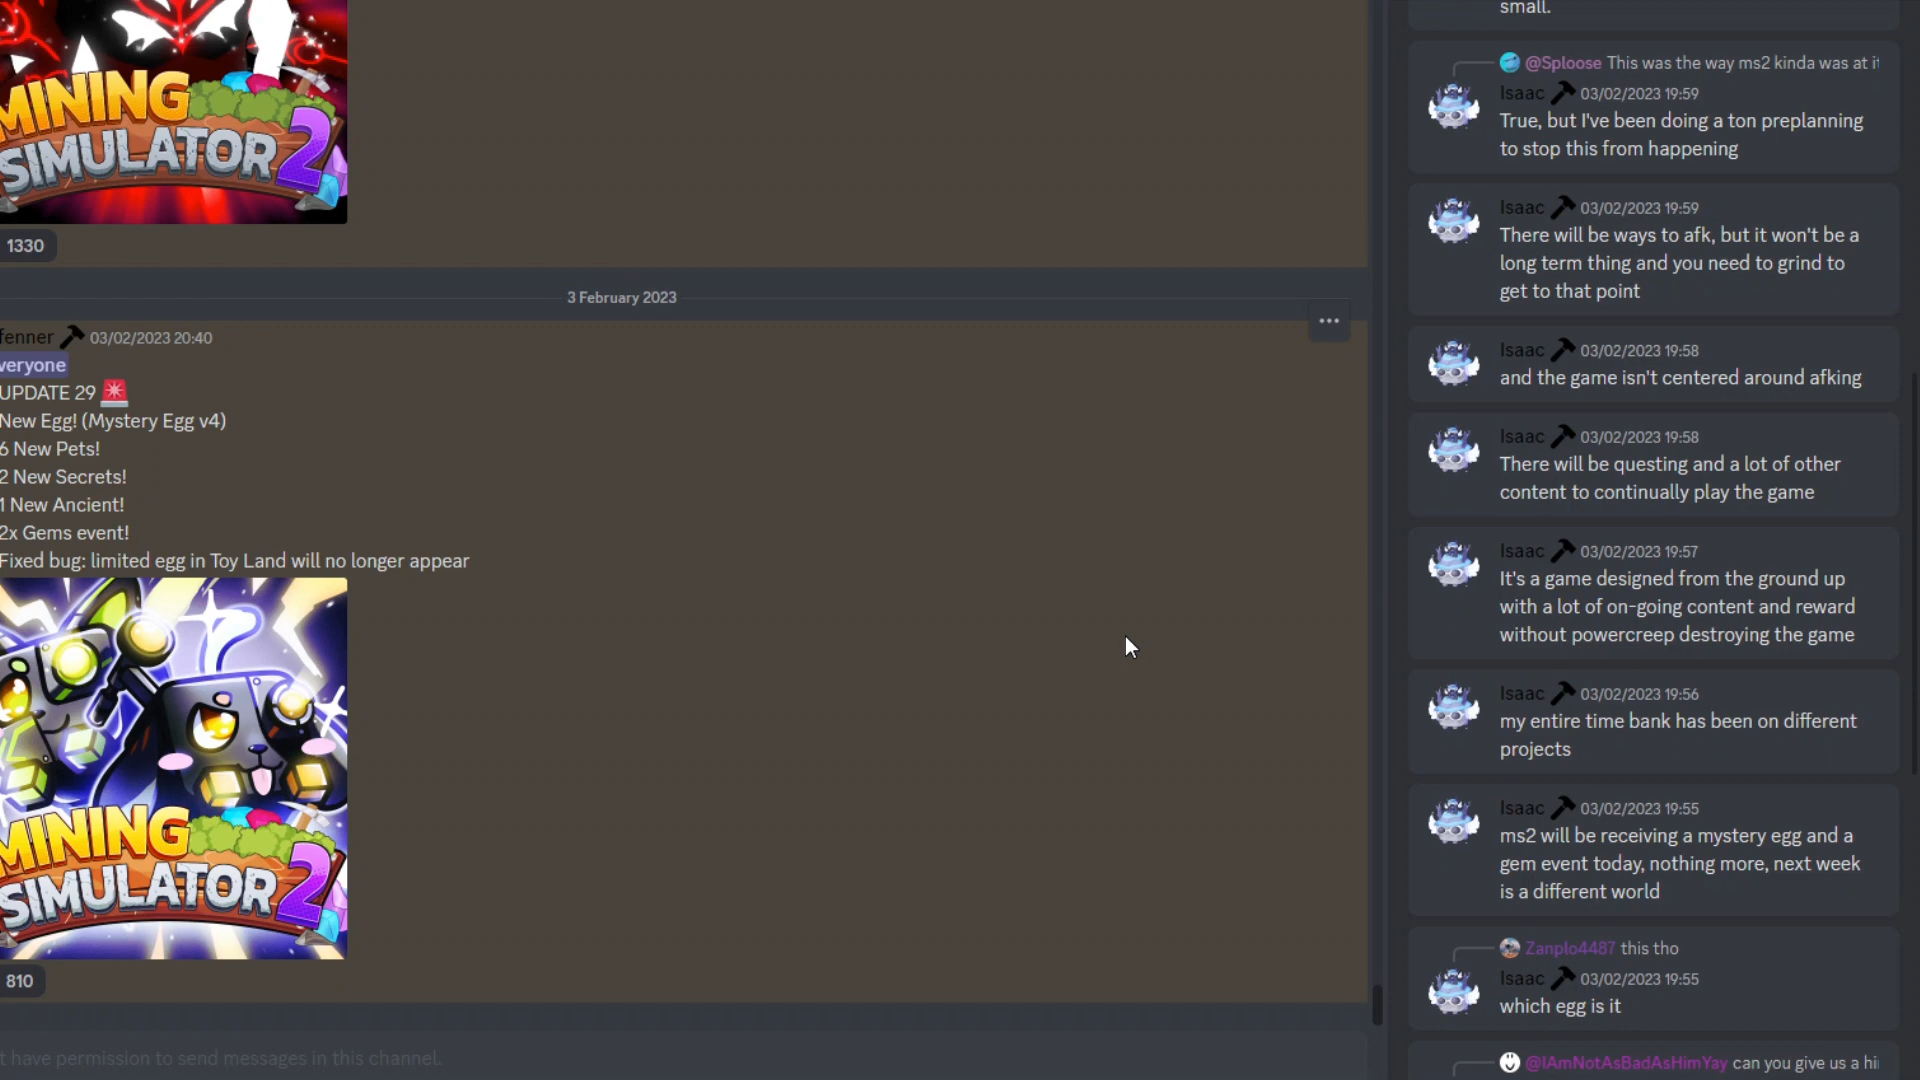 MINING
SIMULATOR 2
1330
3 February 2023
fenner 03/02/2023 20:40
veryone
UPDATE 29
New Egg! (Mystery Egg v4)
6 New Pets!
2 New Secrets!
1 New Ancient!
2x Gems event!
Fixed bug: limited egg in Toy Land will no longer appear
MINING
SIMULATOR 2
810
t have permission to send messages in this channel.
small.
@Sploose This was the way ms2 kinda was at it
Isaac 03/02/2023 19:59
True, but I've been doing a ton preplanning
to stop this from happening
Isaac 03/02/2023 19:59
There will be ways to afk, but it won't be a
long term thing and you need to grind to
get to that point
Isaac 03/02/2023 19:58
and the game isn't centered around afking
Isaac 03/02/2023 19:58
There will be questing and a lot of other
content to continually play the game
Isaac 03/02/2023 19:57
It's a game designed from the ground up
with a lot of on-going content and reward
without powercreep destroying the game
Isaac 03/02/2023 19:56
my entire time bank has been on different
projects
Isaac 03/02/2023 19:55
ms2 will be receiving a mystery egg and a
gem event today, nothing more, next week
is a different world
Zanplo4487 this tho
Isaac 03/02/2023 19:55
which egg is it
@IAmNotAsBadAsHimYay can you give us a hi